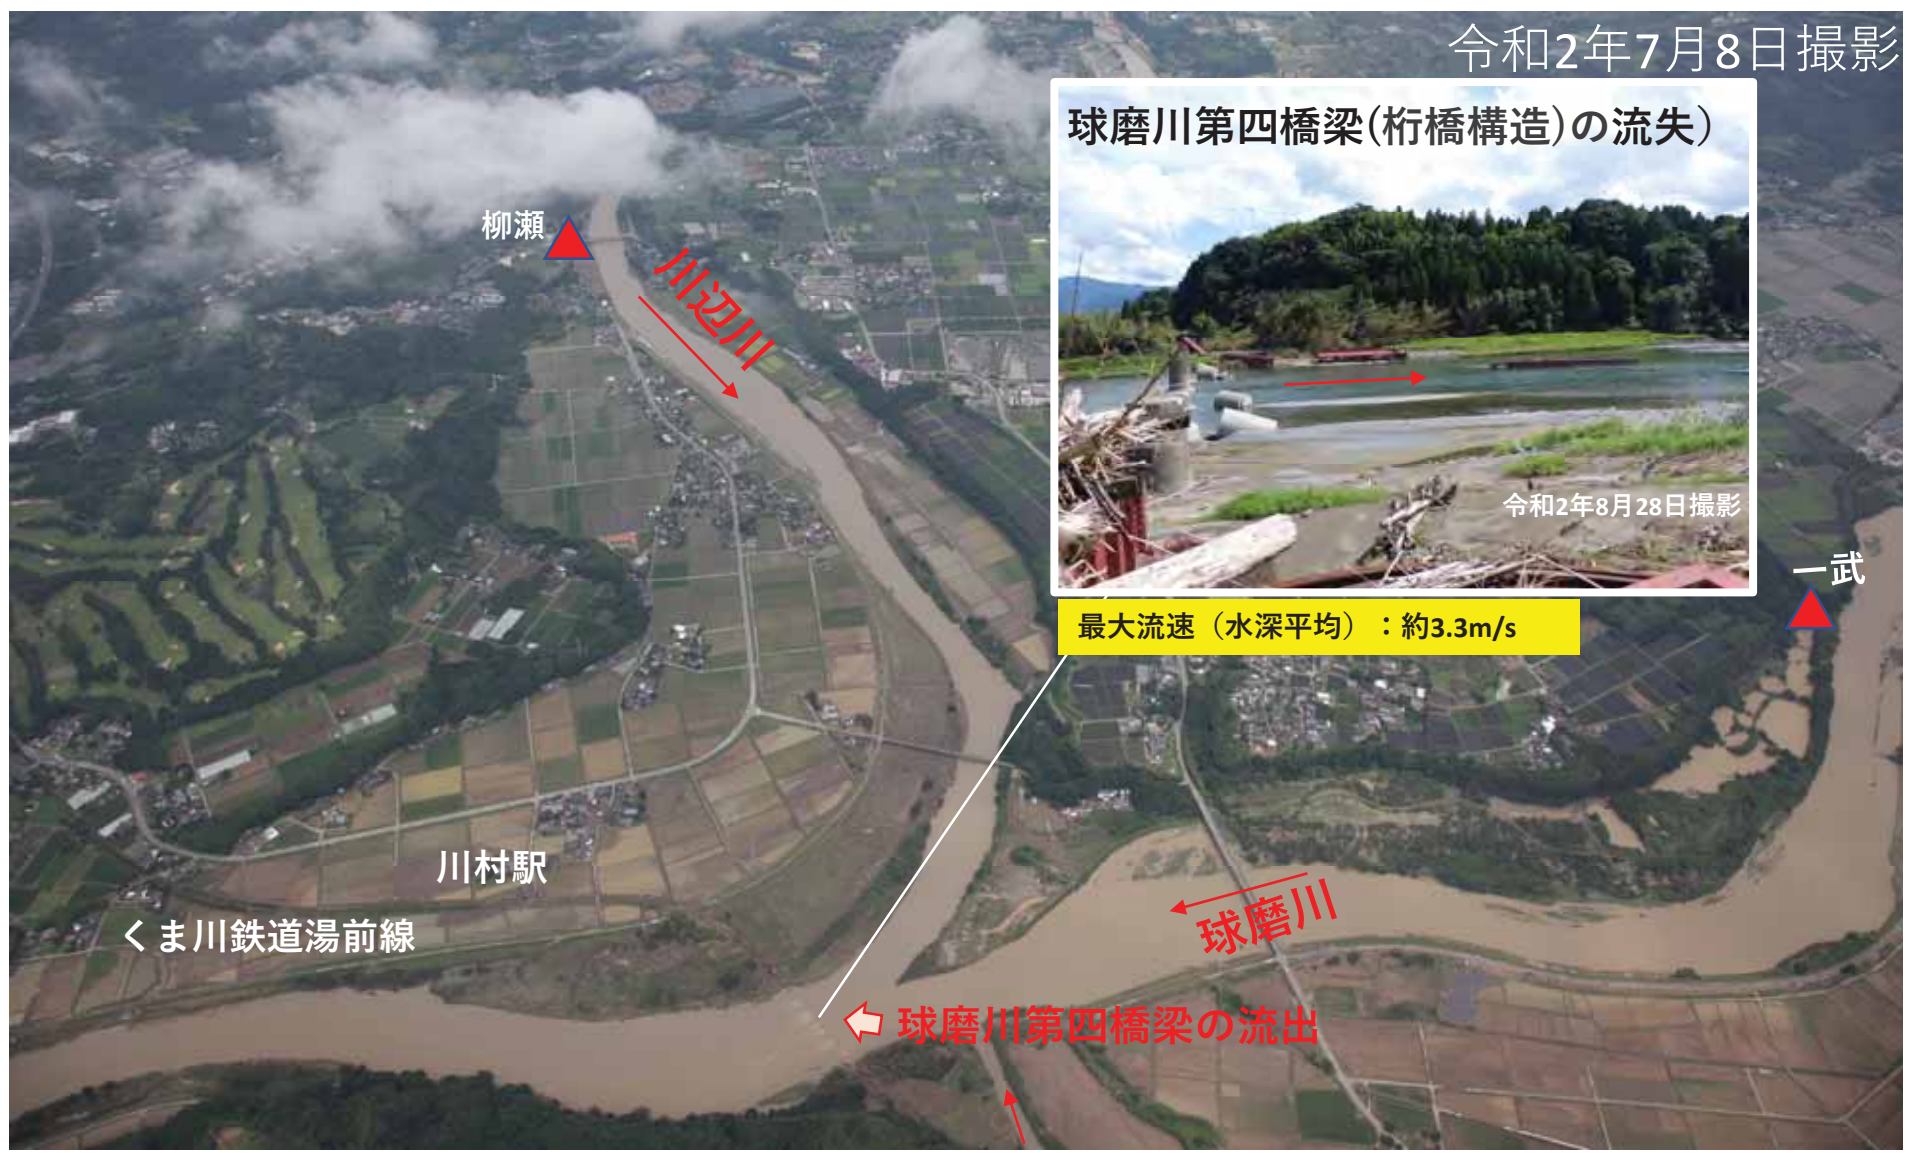 令和2年7月8日撮影
球磨川第四橋梁(桁橋構造)の流失）
柳瀬
川辺川
令和2年8月28日撮影
一武
最大流速（水深平均）：約3.3m/s
川村駅
球磨川
くま川鉄道湯前線
球磨川第四橋梁の流出